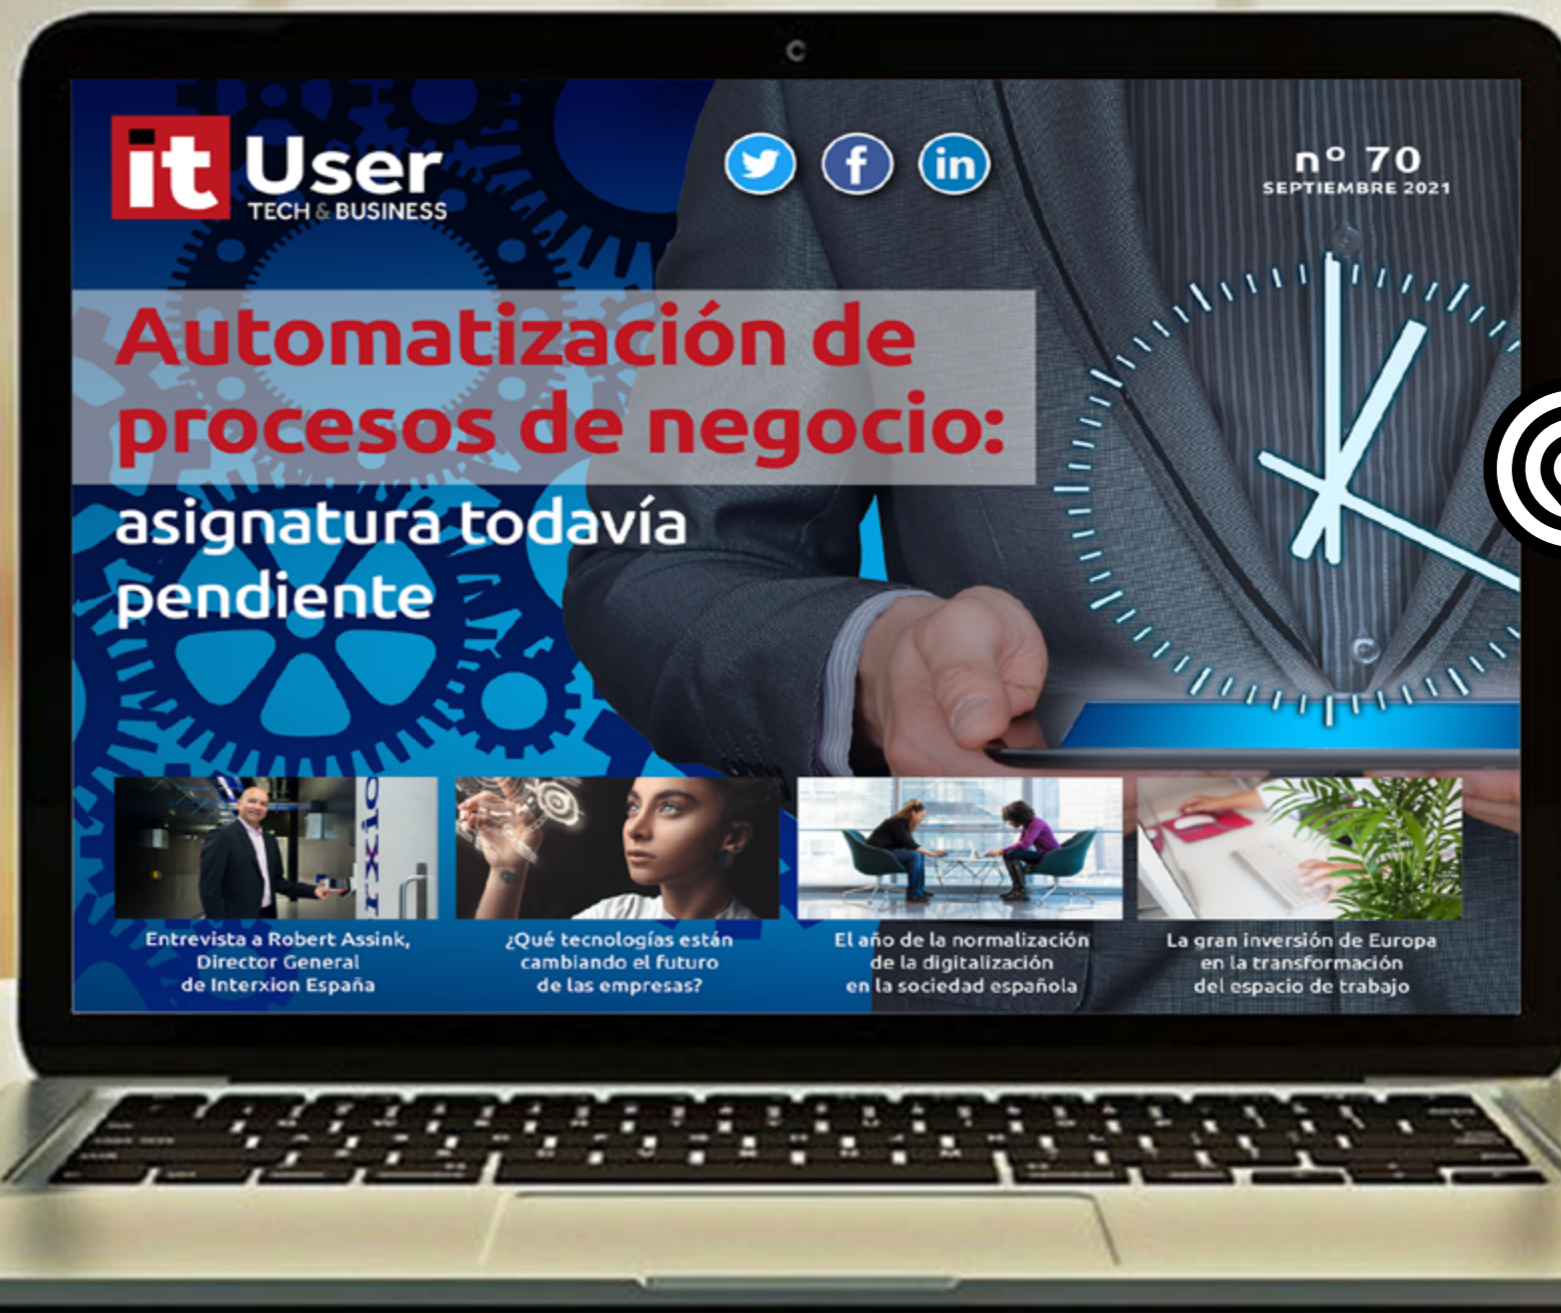 it User
TECH & BUSINESS
nº 70
SEPTIEMBRE 2021
Automatización de
procesos de negocio:
asignatura todavía
pendiente
Entrevista a Robert Assink,
Director General
de Interxion España
¿Qué tecnologías están
cambiando el futuro
de las empresas?
El año de la normalización
de la digitalización
en la sociedad española
La gran inversión de Europa
en la transformación
del espacio de trabajo